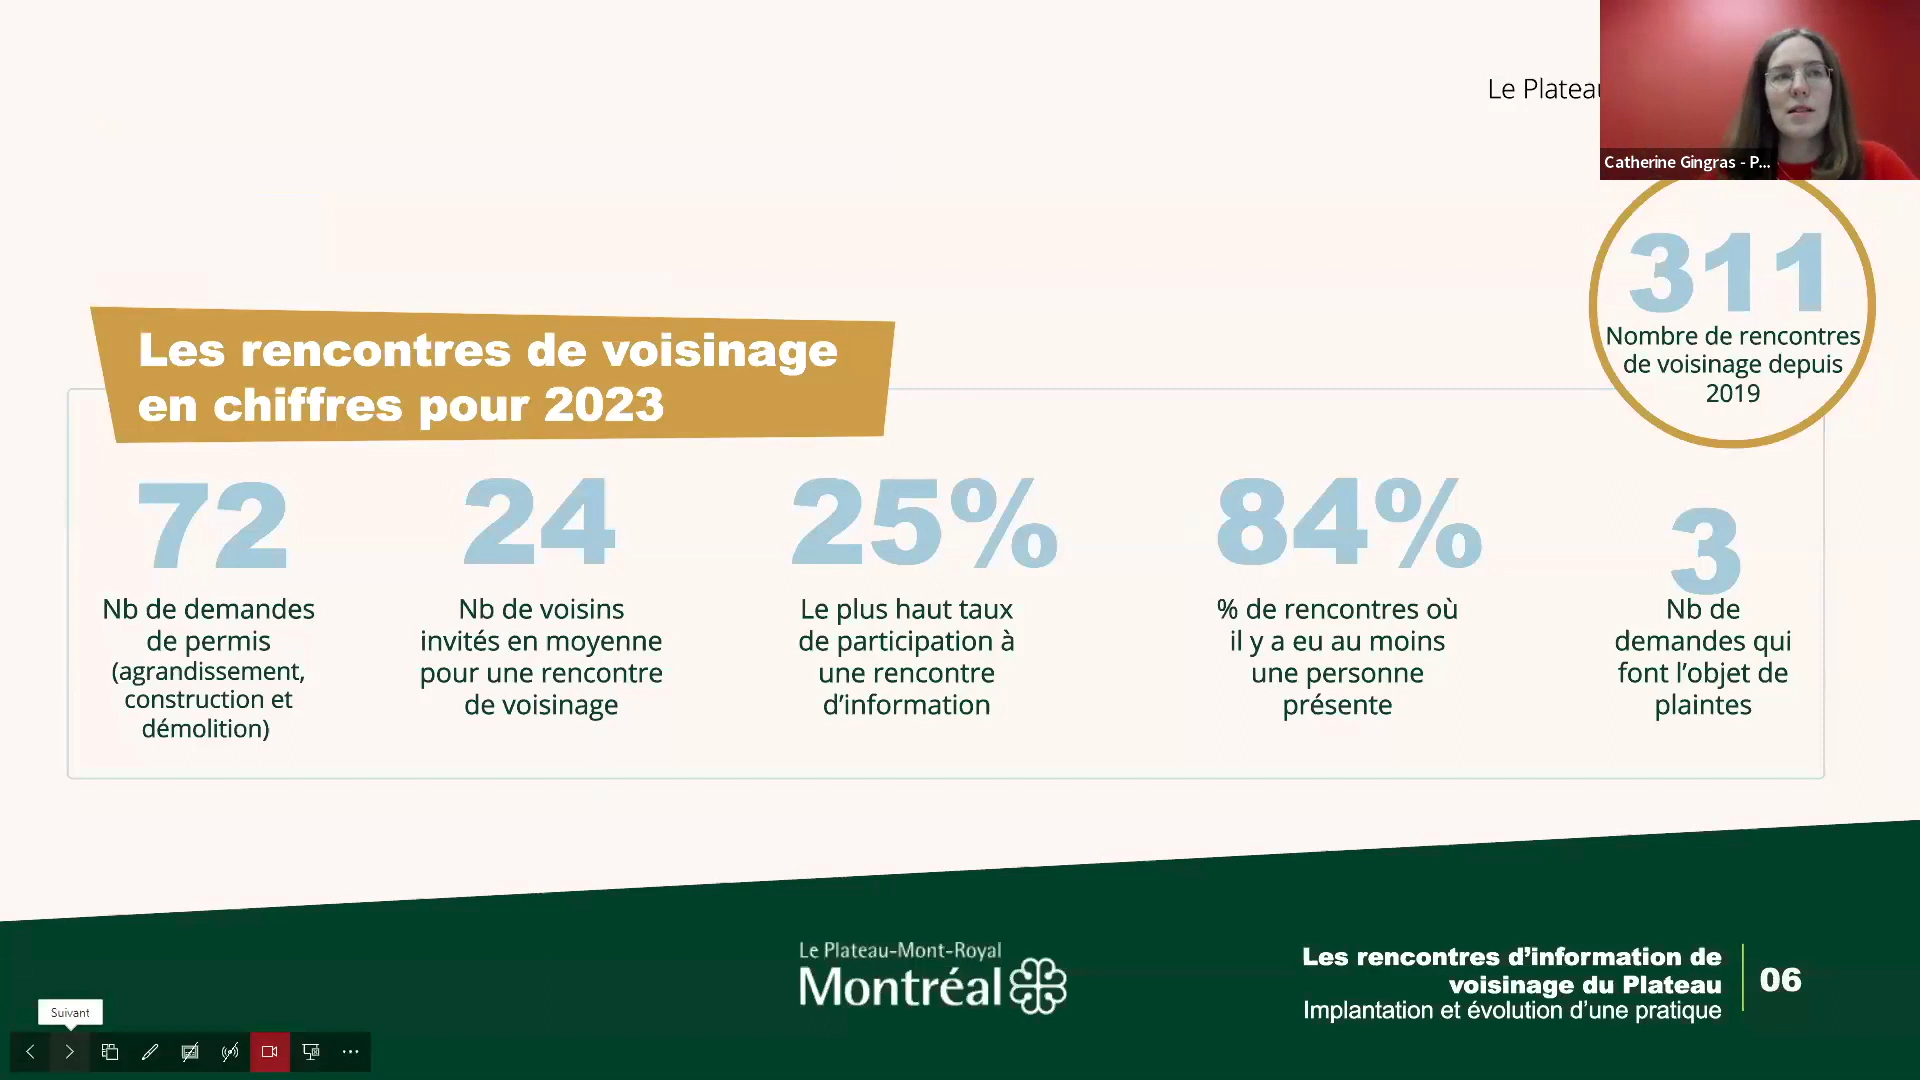 Le Plateau
Catherine Gingras - P...
311
Nombre de rencontres
de voisinage depuis
2019
Les rencontres de voisinage
en chiffres pour 2023
72
Nb de demandes
de permis
(agrandissement,
construction et
démolition)
24
Nb de voisins
invités en moyenne
pour une rencontre
de voisinage
25%
Le plus haut taux
de participation à
une rencontre
d’information
84%
% de rencontres où
il y a eu au moins
une personne
présente
3
Nb de
demandes qui
font l’objet de
plaintes
Le Plateau-Mont-Royal
Montréal
Les rencontres d’information de
voisinage du Plateau
Implantation et évolution d’une pratique
06
Suivant